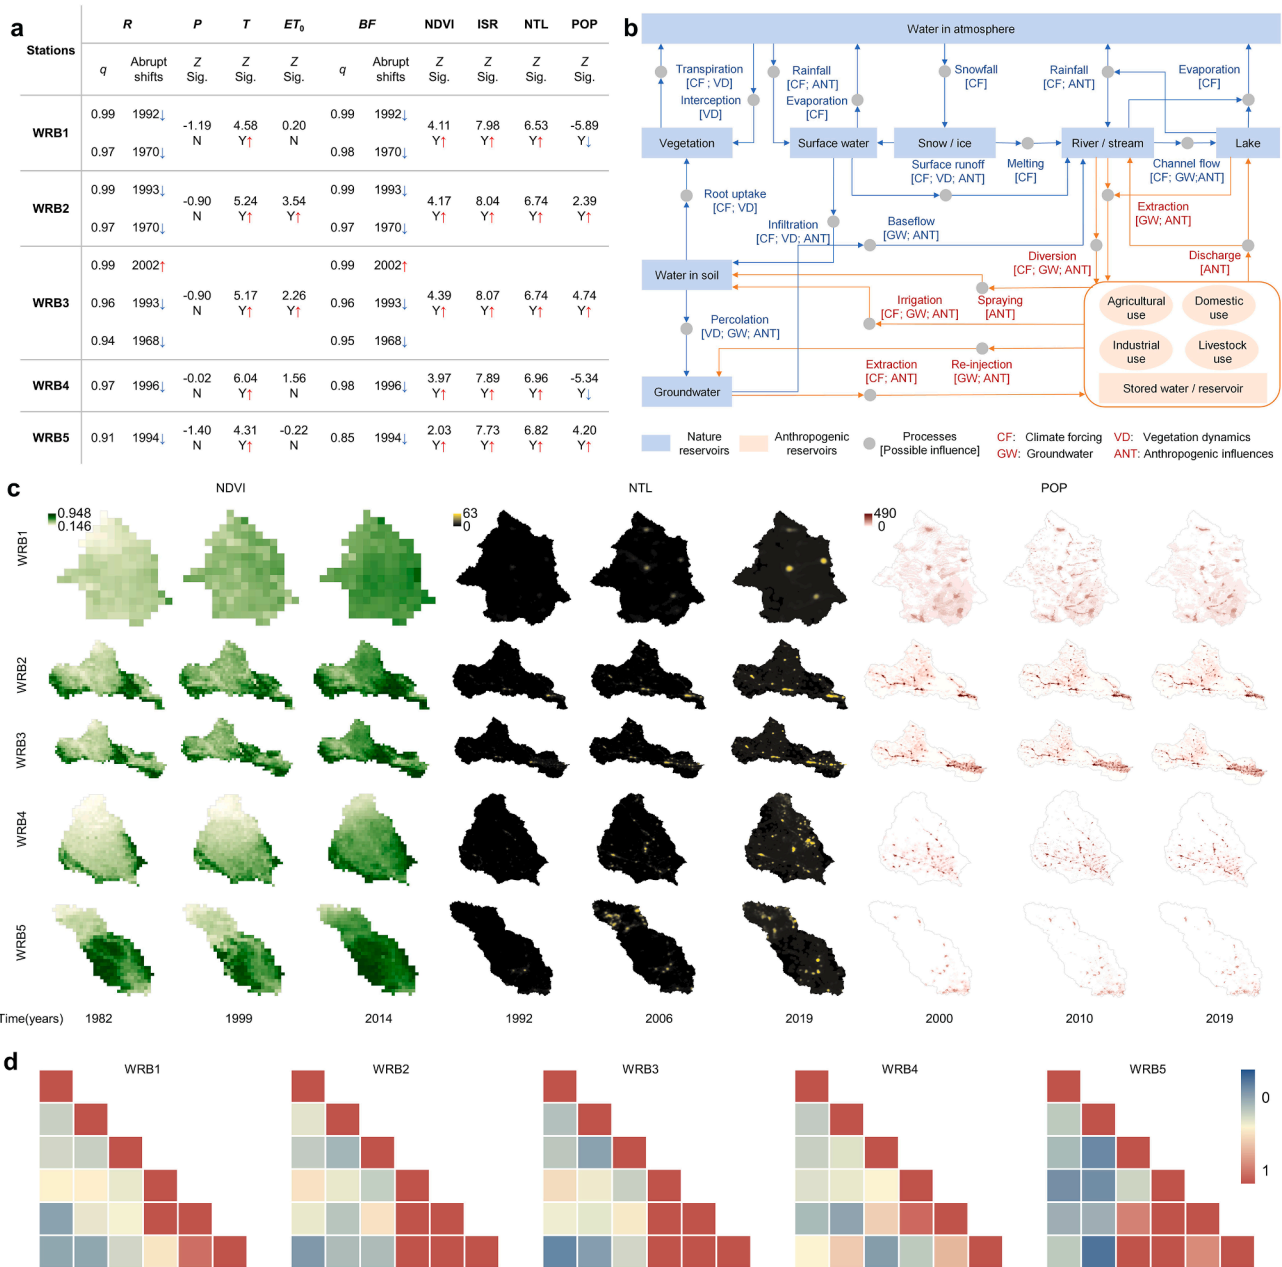 a
Stations R P T ET0 BF NDVI ISR NTL POP
q Abrupt shifts Z Sig. Z Sig. Z Sig. q Abrupt shifts Z Sig. Z Sig. Z Sig. Z Sig.
WRB1
0.99 1992↓ 0.99 1992↓
-1.19 4.58 0.20 4.11 7.98 6.53 -5.89
N Y↑ N Y↑ Y↑ Y↑ Y↓
0.97 1970↓ 0.98 1970↓
WRB2
0.99 1993↓ 0.99 1993↓
-0.90 5.24 3.54 4.17 8.04 6.74 2.39
N Y↑ Y↑ Y↑ Y↑ Y↑ Y↑
0.97 1970↓ 0.97 1970↓
WRB3
0.99 2002↑ 0.99 2002↑
0.96 1993↓ -0.90 5.17 2.26 0.96 1993↓ 4.39 8.07 6.74 4.74
N Y↑ Y↑ Y↑ Y↑ Y↑ Y↑
0.94 1968↓ 0.95 1968↓
WRB4
0.97 1996↓ -0.02 6.04 1.56 0.98 1996↓ 3.97 7.89 6.96 -5.34
N Y↑ N Y↑ Y↑ Y↑ Y↓
WRB5
0.91 1994↓ -1.40 4.31 -0.22 0.85 1994↓ 2.03 7.73 6.82 4.20
N Y↑ N Y↑ Y↑ Y↑ Y↑
b
Water in atmosphere
Transpiration
[CF ; VD]
Interception
[VD]
Rainfall
[CF; ANT]
Evaporation
[CF]
Snowfall
[CF]
Rainfall
[CF; ANT]
Evaporation
[CF]
Vegetation
Surface water
Snow / ice
River / stream
Lake
Surface runoff
[CF; VD; ANT]
Melting
[CF]
Channel flow
[CF; GW;ANT]
Root uptake
[CF; VD]
Infiltration
[CF; VD; ANT]
Baseflow
[GW; ANT]
Extraction
[GW; ANT]
Diversion
[CF; GW; ANT]
Discharge
[ANT]
Water in soil
Irrigation
[CF; GW; ANT]
Spraying
[ANT]
Percolation
[VD; GW; ANT]
Agricultural
use
Domestic
use
Industrial
use
Livestock
use
Stored water / reservoir
Extraction
[CF; ANT]
Re-injection
[GW; ANT]
Groundwater
Nature
reservoirs
Anthropogenic
reservoirs
Processes
[Possible influence]
CF: Climate forcing
GW: Groundwater
VD: Vegetation dynamics
ANT: Anthropogenic influences
c
NDVI NTL POP
0.948
0.146
63
0
490
0
WRB1
WRB2
WRB3
WRB4
WRB5
Time(years) 1982 1999 2014 1992 2006 2019 2000 2010 2019
d
WRB1 WRB2 WRB3 WRB4 WRB5
0
1